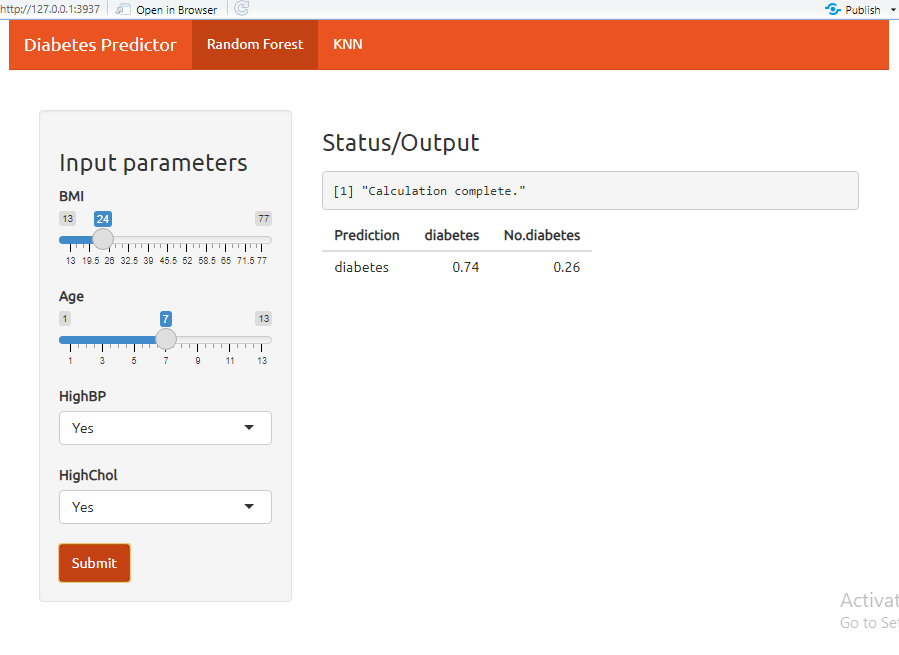 http://127.0.0.1:3937 Open in Browser Publish
Diabetes Predictor Random Forest KNN
Input parameters
BMI
13 24 77
13 19.5 26 32.5 39 45.5 52 58.5 65 71.5 77
Age
1 7 13
1 3 5 7 9 11 13
HighBP
Yes
HighChol
Yes
Submit
Status/Output
[1] "Calculation complete."
Prediction diabetes No.diabetes
diabetes 0.74 0.26
Activat
Go to Set